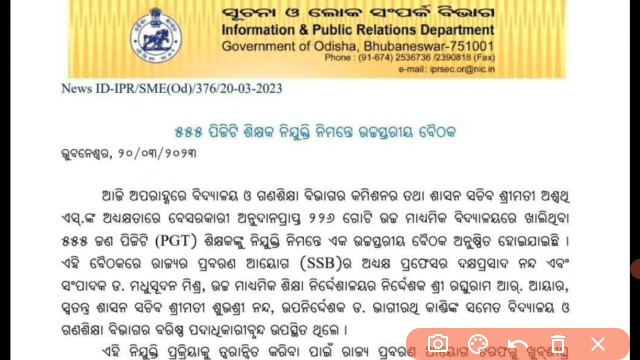 ସୂଚନା ଓ ଲୋକ ସଂପର୍କ ବିଭାଗ
Information & Public Relations Department
Government of Odisha, Bhubaneswar-751001
Phone : (91-674) 2536736 /2390818 (Fax)
e-mail: iprsec.or@nic.in
News ID-IPR/SME(Od)/376/20-03-2023
୫୫୫ ପିଜିଟି ଶିକ୍ଷକ ନିଯୁକ୍ତି ନିମନ୍ତେ ଉଚ୍ଚସ୍ତରୀୟ ବୈଠକ
ଭୁବନେଶ୍ୱର, ୨୦/୦୩/୨୦୨୩
ଆଜି ଅପରାହ୍ନରେ ବିଦ୍ୟାଳୟ ଓ ଗଣଶିକ୍ଷା ବିଭାଗର କମିଶନର ତଥା ଶାସନ ସଚିବ ଶ୍ରୀମତୀ ଅଶ୍ୱଥି
ଏସ୍.ଙ୍କ ଅଧ୍ୟକ୍ଷତାରେ ବେସରକାରୀ ଅନୁଦାନପ୍ରାପ୍ତ ୨୨୬ ଗୋଟି ଉଚ୍ଚ ମାଧ୍ୟମିକ ବିଦ୍ୟାଳୟରେ ଖାଲିଥିବା
୫୫୫ ଜଣ ପିଜିଟି (PGT) ଶିକ୍ଷକଙ୍କୁ ନିଯୁକ୍ତି ନିମନ୍ତେ ଏକ ଉଚ୍ଚସ୍ତରୀୟ ବୈଠକ ଅନୁଷ୍ଠିତ ହୋଇଯାଇଛି ।
ଏହି ବୈଠକରେ ରାଜ୍ୟର ପ୍ରବରଣ ଆୟୋଗ (SSB)ର ଅଧ୍ୟକ୍ଷ ପ୍ରଫେସର ଦକ୍ଷପ୍ରସାଦ ନନ୍ଦ ଏବଂ
ସଂପାଦକ ଡ. ମଧୁସୂଦନ ମିଶ୍ର, ଉଚ୍ଚ ମାଧ୍ୟମିକ ଶିକ୍ଷା ନିର୍ଦ୍ଦେଶାଳୟର ନିର୍ଦ୍ଦେଶକ ଶ୍ରୀ ରଘୁରାମ ଆର୍. ଆୟାର,
ସ୍ୱତନ୍ତ୍ର ଶାସନ ସଚିବ ଶ୍ରୀମତୀ ଶୁଭଶ୍ରୀ ନନ୍ଦ, ଉପନିର୍ଦ୍ଦେଶକ ଡ. ଭାଗୀରଥି କାଣ୍ଡିଙ୍କ ସମେତ ବିଦ୍ୟାଳୟ ଓ
ଗଣଶିକ୍ଷା ବିଭାଗର ବରିଷ୍ଠ ପଦାଧିକାରୀବୃନ୍ଦ ଉପସ୍ଥିତ ଥିଲେ ।
ଏହି ନିଯୁକ୍ତି ପ୍ରକ୍ରିୟାକୁ ତ୍ୱରାନ୍ୱିତ କରିବା ପାଇଁ ରାଜ୍ୟ ପ୍ରବରଣ